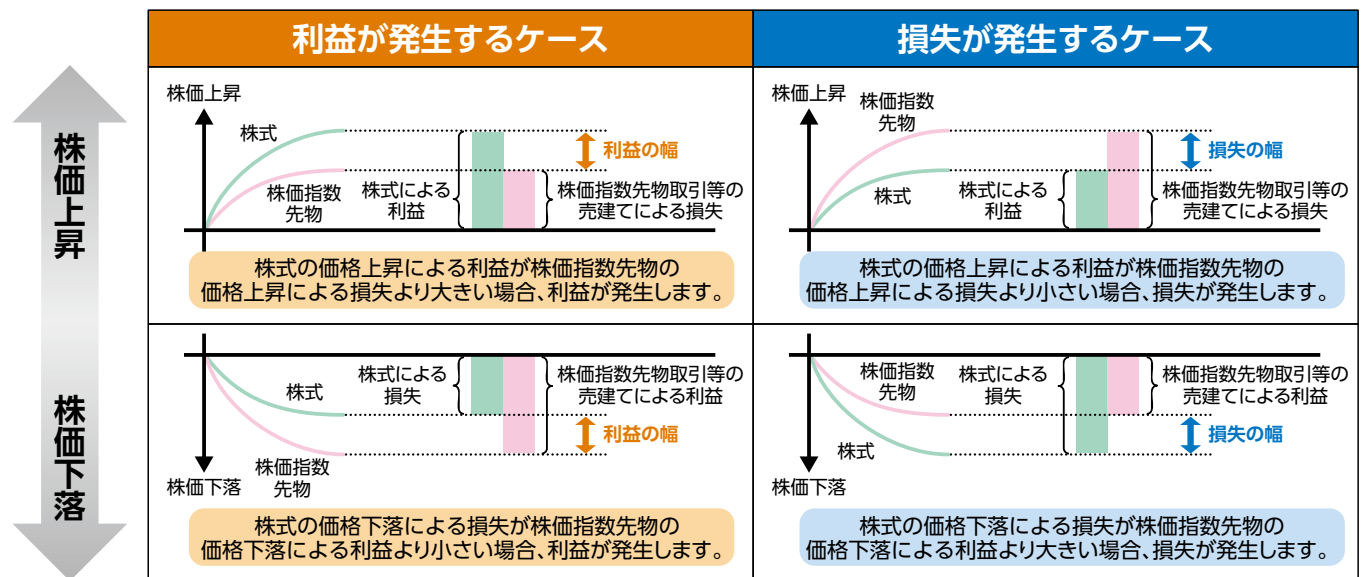 利益が発生するケース
損失が発生するケース
株価上昇
株価上昇
株式
株価指数
先物
株式による
利益
利益の幅
株価指数先物取引等の
売建てによる損失
株式の価格上昇による利益が株価指数先物の
価格上昇による損失より大きい場合、利益が発生します。
株価上昇
株価指数
先物
株式
株式による
利益
損失の幅
株価指数先物取引等の
売建てによる損失
株式の価格上昇による利益が株価指数先物の
価格上昇による損失より小さい場合、損失が発生します。
株価下落
株式
株価指数
先物
株価下落
株式による
損失
株価指数先物取引等の
売建てによる利益
利益の幅
株式の価格下落による損失が株価指数先物の
価格下落による利益より小さい場合、利益が発生します。
株価指数
先物
株式
株価下落
株式による
損失
株価指数先物取引等の
売建てによる利益
損失の幅
株式の価格下落による損失が株価指数先物の
価格下落による利益より大きい場合、損失が発生します。